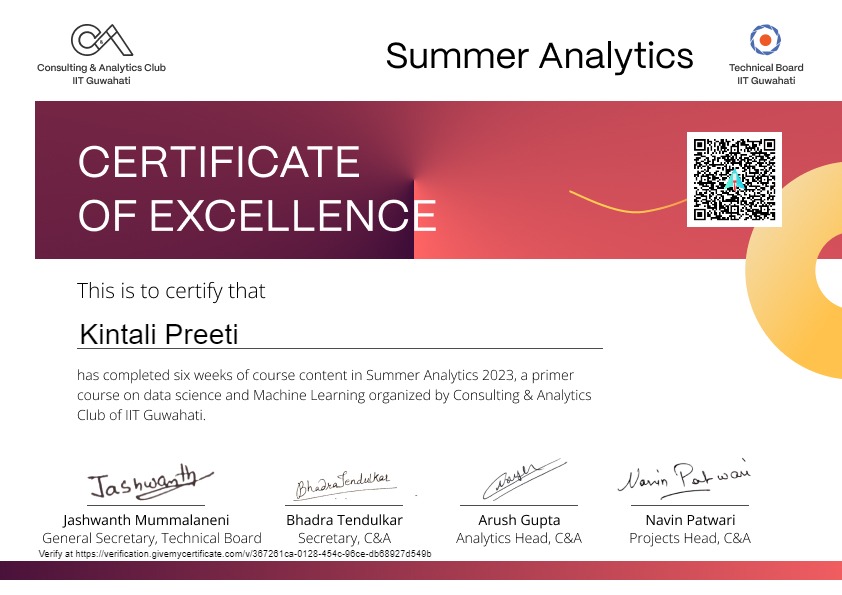 Consulting & Analytics Club
IIT Guwahati
Summer Analytics
Technical Board
IIT Guwahati
CERTIFICATE
OF EXCELLENCE
This is to certify that
Kintali Preeti
has completed six weeks of course content in Summer Analytics 2023, a primer
course on data science and Machine Learning organized by Consulting & Analytics
Club of IIT Guwahati.
Jashwanth
Bhadra Tendulkar
Navin Patwari
Jashwanth Mummalaneni
General Secretary, Technical Board
Bhadra Tendulkar
Secretary, C&A
Arush Gupta
Analytics Head, C&A
Navin Patwari
Projects Head, C&A
Verify at https://verification.givemycertificate.com/v/367261ca-0128-454c-96ce-db68927d549b